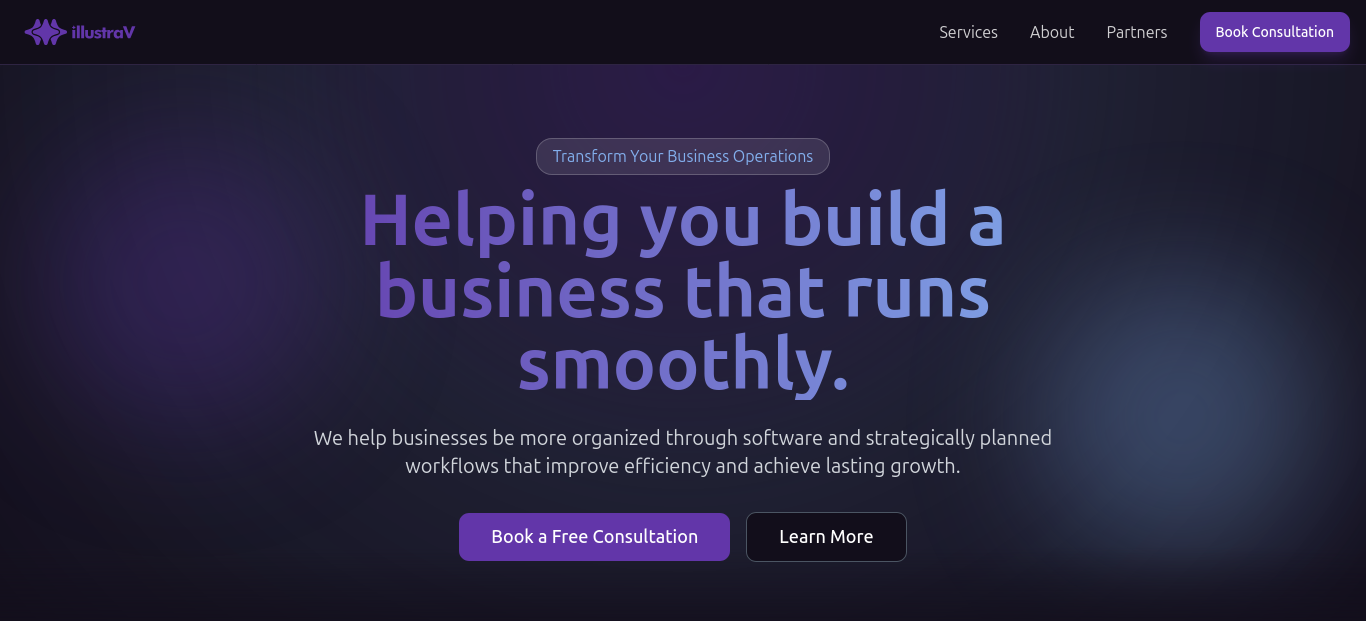 illustraV
Services
About
Partners
Book Consultation
Transform Your Business Operations
Helping you build a
business that runs
smoothly.
We help businesses be more organized through software and strategically planned
workflows that improve efficiency and achieve lasting growth.
Book a Free Consultation
Learn More